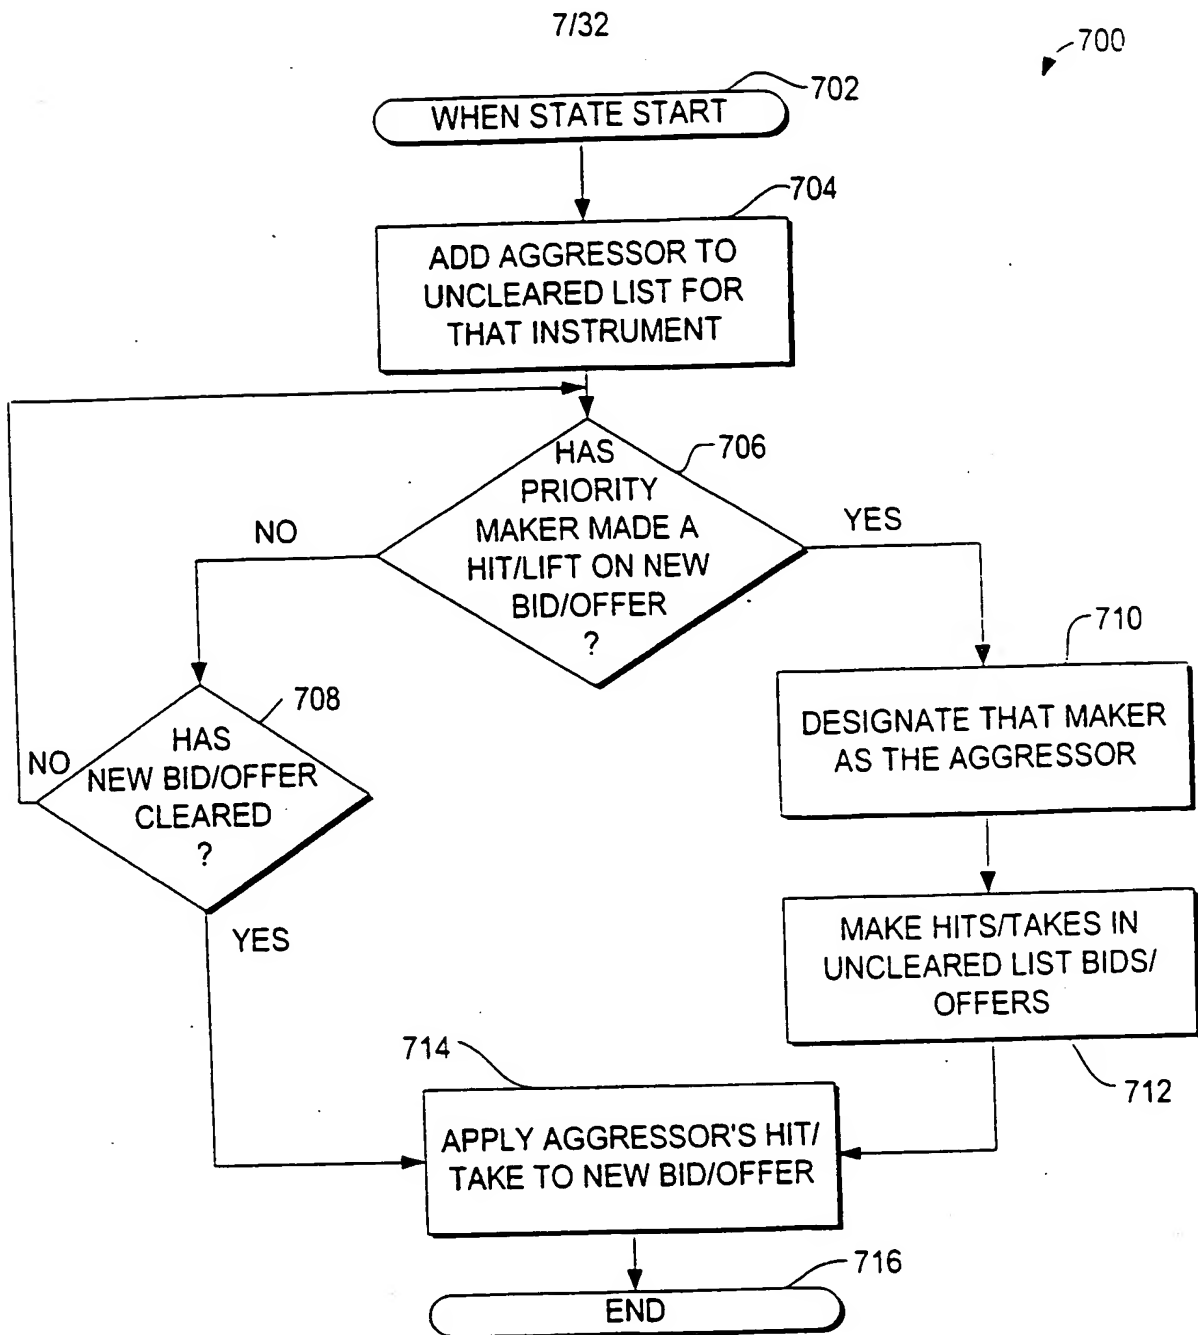 7/32
700
702
WHEN STATE START
704
ADD AGGRESSOR TO
UNCLEARED LIST FOR
THAT INSTRUMENT
706
HAS
PRIORITY
MAKER MADE A
HIT/LIFT ON NEW
BID/OFFER
?
NO
YES
708
HAS
NEW BID/OFFER
CLEARED
?
NO
YES
710
DESIGNATE THAT MAKER
AS THE AGGRESSOR
MAKE HITS/TAKES IN
UNCLEARED LIST BIDS/
OFFERS
712
714
APPLY AGGRESSOR'S HIT/
TAKE TO NEW BID/OFFER
716
END